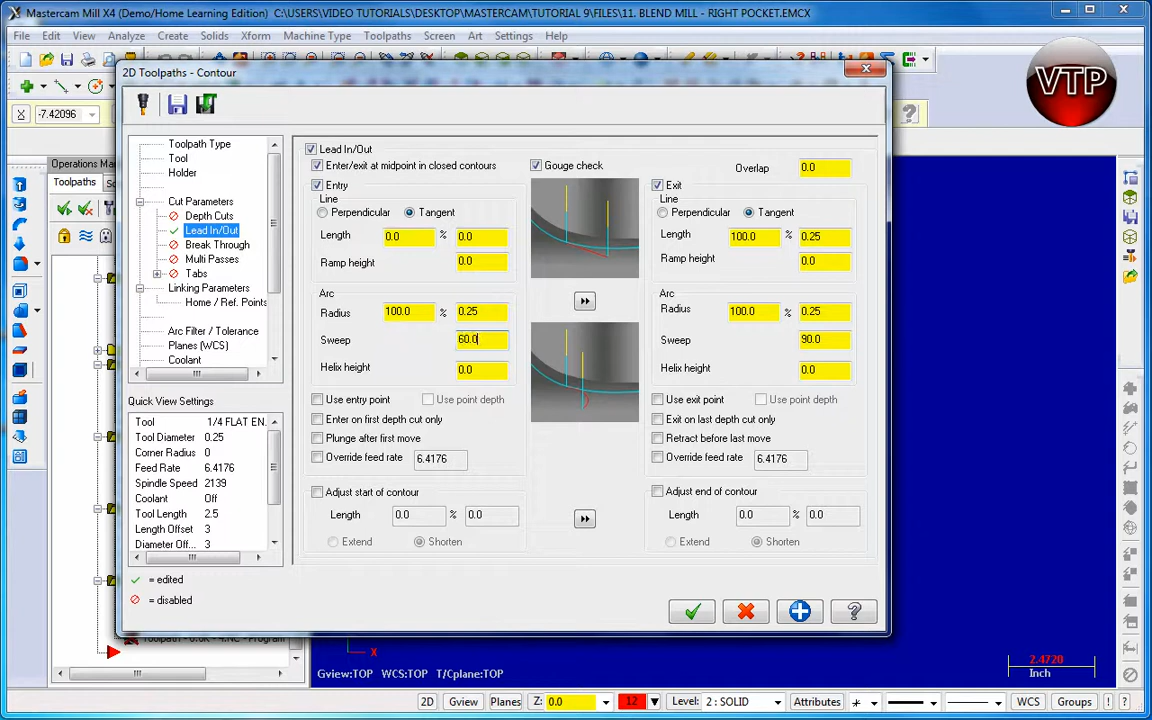 Mastercam Mill X4 (Demo/Home Learning Edition) C:\USERS\VIDEO TUTORIALS\DESKTOP\MASTERCAM\TUTORIAL 9\FILES\11. BLEND MILL - RIGHT POCKET.EMCX
File Edit View Analyze Create Solids Xform Machine Type Toolpaths Screen Art Settings Help
VTP
X -7.42096
2D Toolpaths - Contour
Operations Ma
Toolpaths
Toolpath Type
Tool
Holder
Cut Parameters
Depth Cuts
Lead In/Out
Break Through
Multi Passes
Tabs
Linking Parameters
Home / Ref. Points
Arc Filter / Tolerance
Planes (WCS)
Coolant
Quick View Settings
Tool 1/4 FLAT EN.
Tool Diameter 0.25
Corner Radius 0
Feed Rate 6.4176
Spindle Speed 2139
Coolant Off
Tool Length 2.5
Length Offset 3
Diameter Off... 3
= edited
= disabled
Lead In/Out
Enter/exit at midpoint in closed contours
Gouge check
Overlap 0.0
Entry
Line
Perpendicular Tangent
Length 0.0 % 0.0
Ramp height 0.0
Arc
Radius 100.0 % 0.25
Sweep 60.0
Helix height 0.0
Use entry point Use point depth
Enter on first depth cut only
Plunge after first move
Override feed rate 6.4176
Adjust start of contour
Length 0.0 % 0.0
Extend Shorten
Exit
Line
Perpendicular Tangent
Length 100.0 % 0.25
Ramp height 0.0
Arc
Radius 100.0 % 0.25
Sweep 90.0
Helix height 0.0
Use exit point Use point depth
Exit on last depth cut only
Retract before last move
Override feed rate 6.4176
Adjust end of contour
Length 0.0 % 0.0
Extend Shorten
X
Gview:TOP WCS:TOP T/Cplane:TOP
2.4720
Inch
2D Gview Planes Z: 0.0 12 Level: 2 : SOLID Attributes WCS Groups ! ?